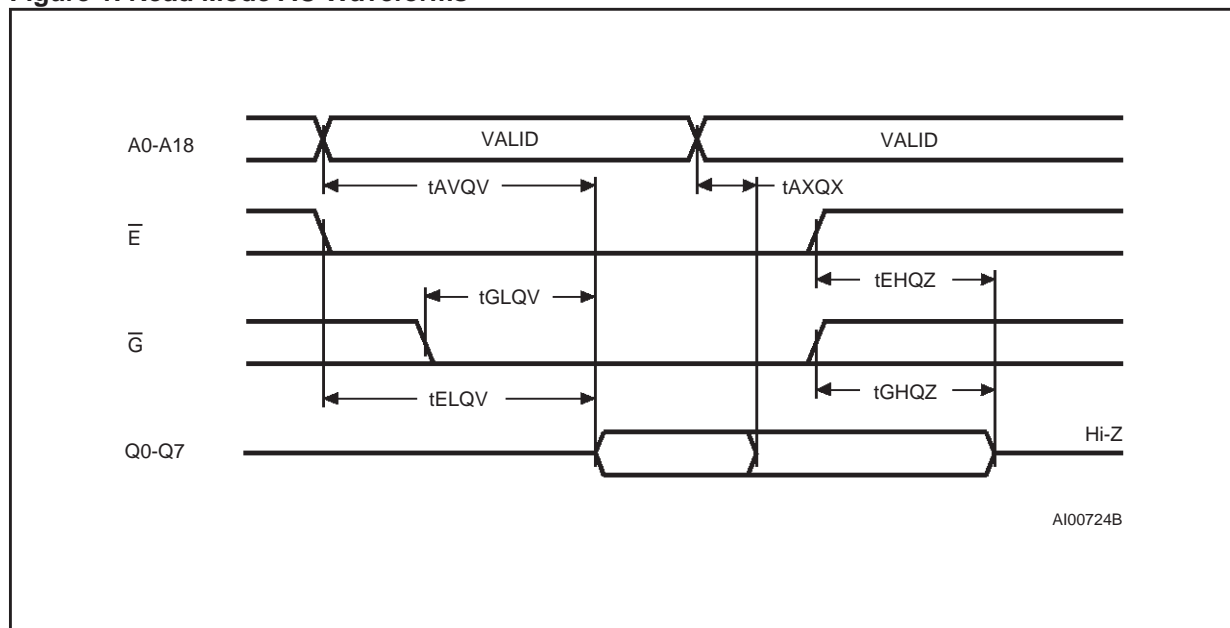 Figure Read Mode AC Waveforms
A0-A18 VALID VALID
tAVQV tAXQX
E̅
tEHQZ
tGLQV
G̅
tGHQZ
tELQV
Hi-Z
Q0-Q7
AI00724B